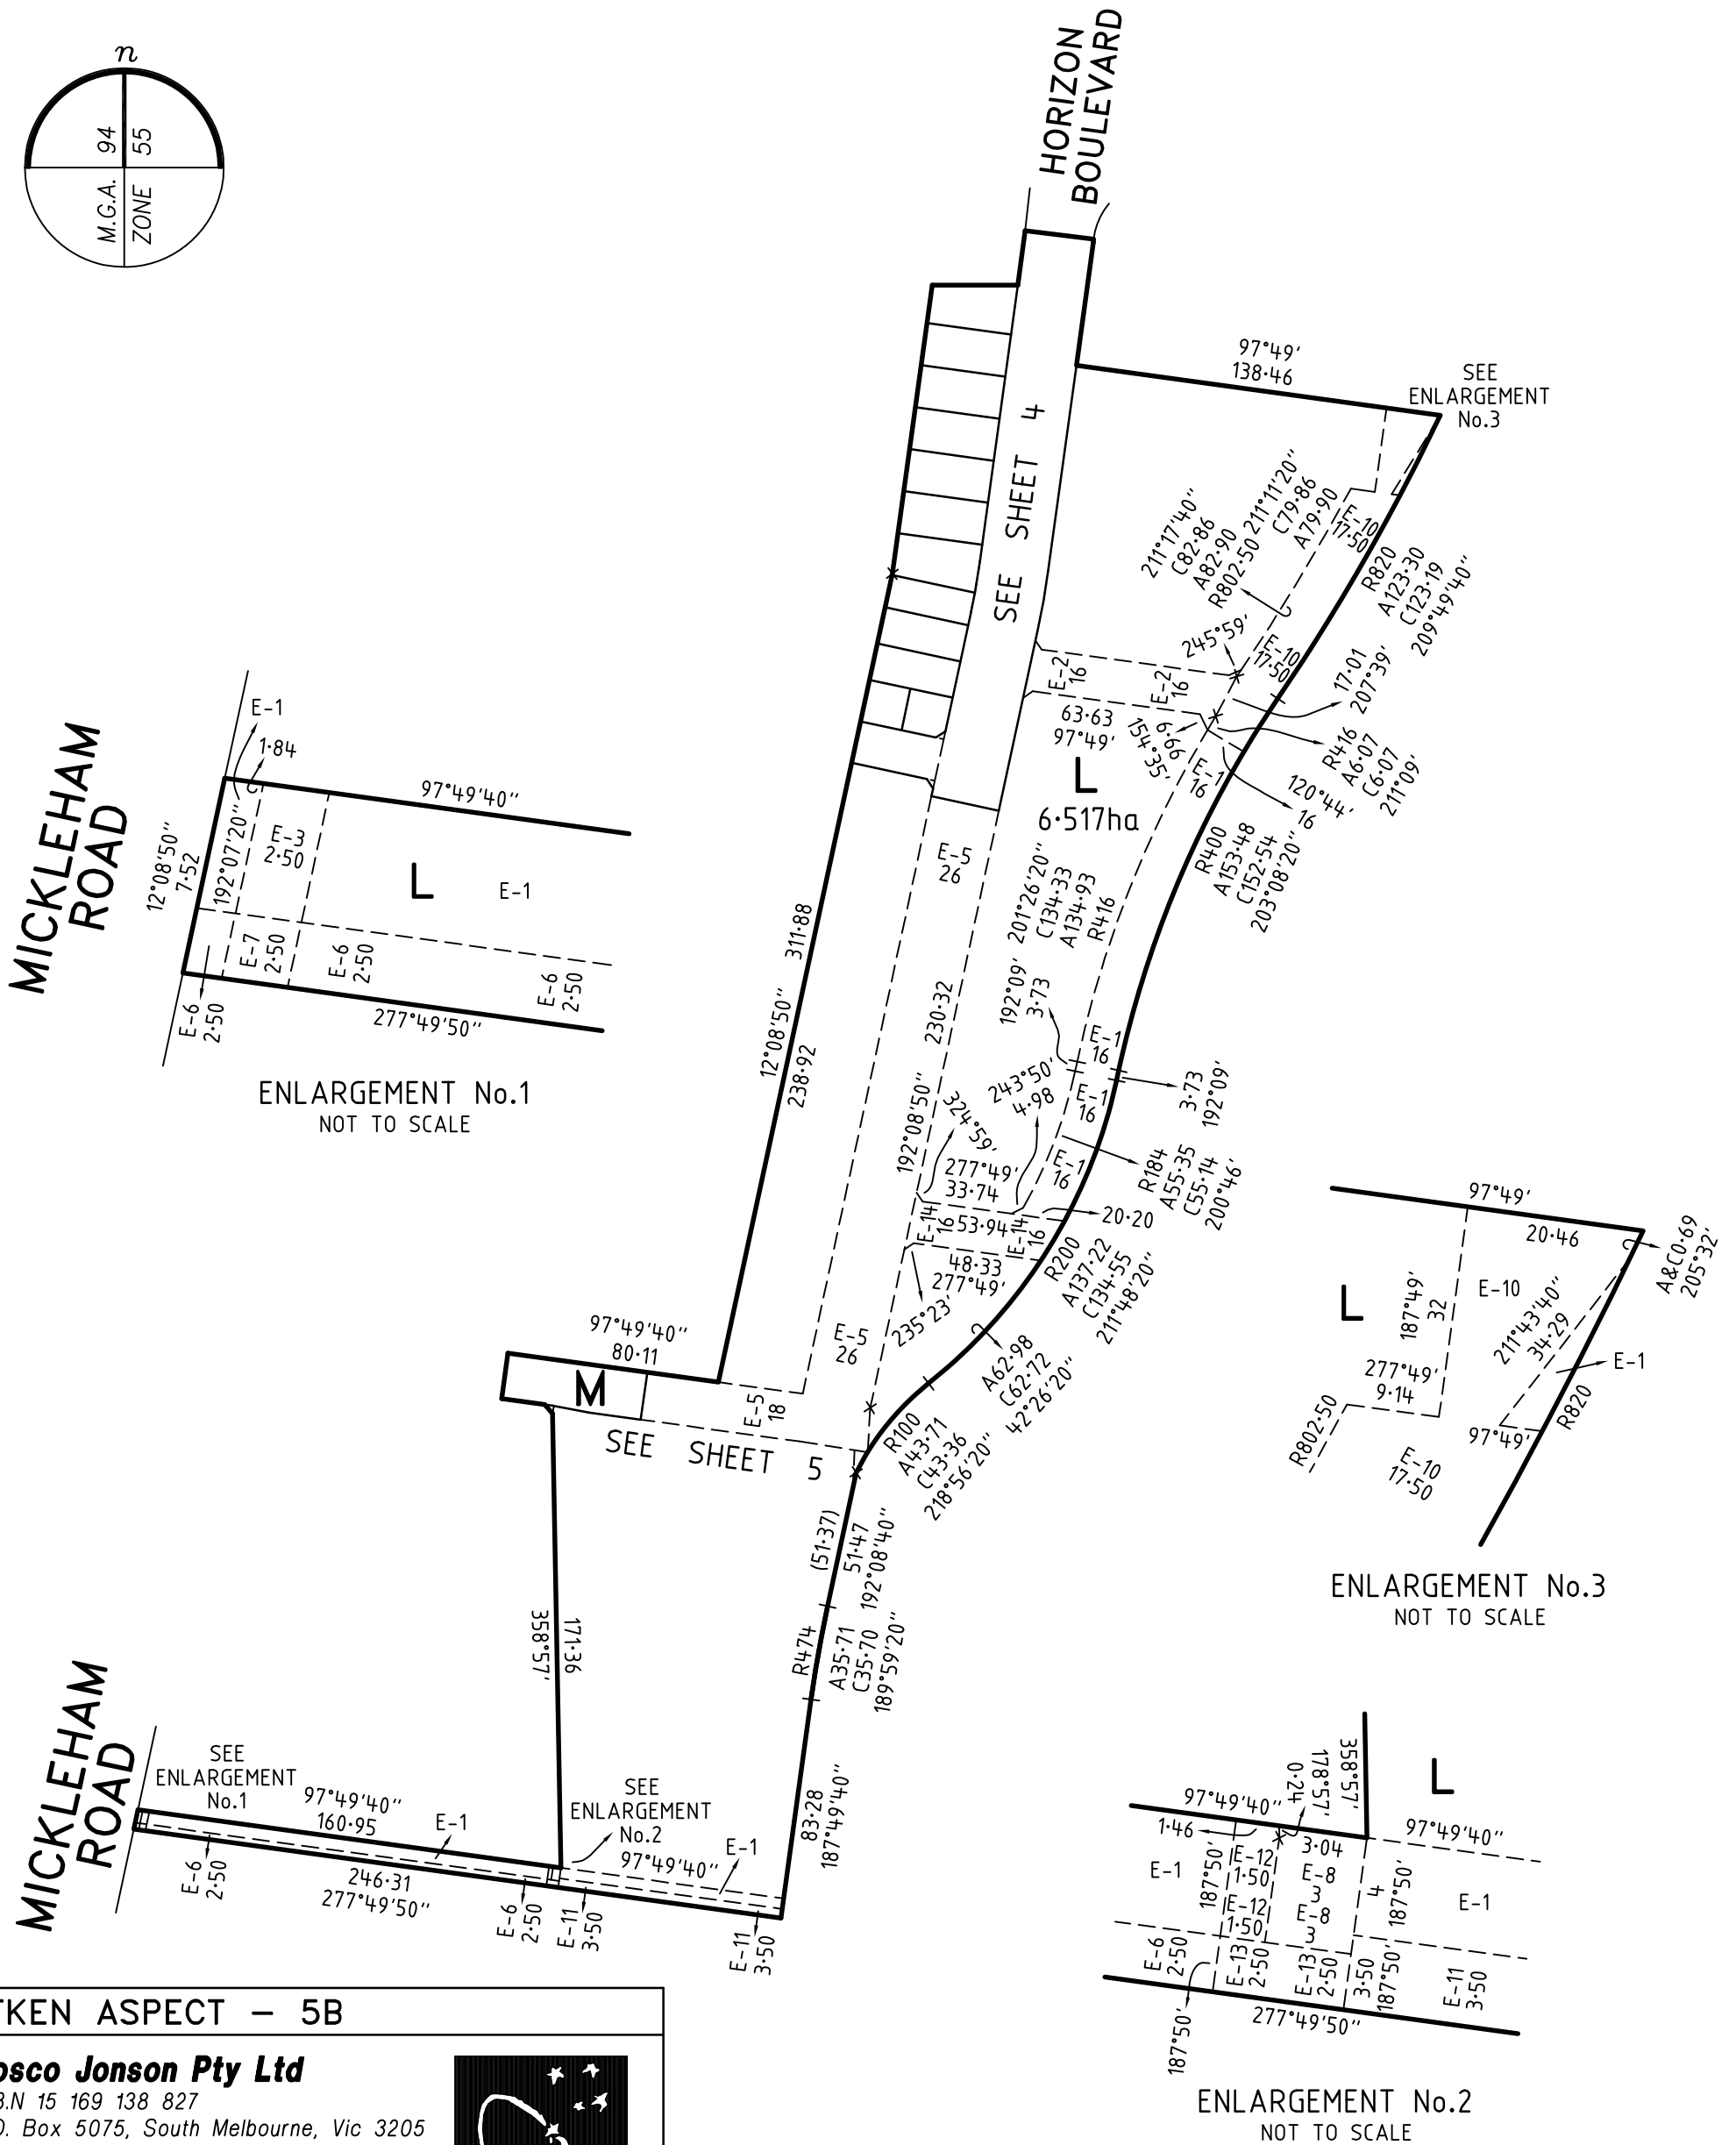 n
M.G.A. 94
ZONE 55
HORIZON
BOULEVARD
97°49'
138·46
SEE
ENLARGEMENT
No.3
SEE SHEET 4
211°17'40"
C82·86
A82·90
R802·50
211°11'20"
C79·86
A79·90
E-10
17·50
R820
A123·30
C123·19
209°49'40"
245°59'
E-10
17·50
E-2
16
E-2
16
17·01
207°39'
63·63
97°49'
6·66
154°35'
R416
A6·07
C6·07
211°09'
E-1
16
120°44'
16
L
6·517ha
R400
A153·48
C152·54
203°08'20"
E-5
26
201°26'20"
C134·33
A134·93
R416
311·88
12°08'50"
238·92
230·32
192°08'50"
192°09'
3·73
E-1
16
E-1
16
3·73
192°09'
243°50'
4·98
324°59'
277°49'
33·74
E-1
16
R184
A55·35
C55·14
200°46'
E-14
16
53·94
E-14
16
20·20
48·33
277°49'
R200
A137·22
C134·55
211°48'20"
235°23'
E-5
26
A62·98
C62·72
42°26'20"
97°49'40"
80·11
M
E-5
18
SEE SHEET 5
R100
A43·71
C43·36
218°56'20"
(51·37)
51·47
192°08'40"
R474
A35·71
C35·70
189°59'20"
171·36
358°57'
83·28
187°49'40"
MICKLEHAM
ROAD
E-1
1·84
97°49'40"
12°08'50"
7·52
192°07'20"
E-3
2·50
L
E-1
E-7
2·50
E-6
2·50
E-6
2·50
E-6
2·50
277°49'50"
ENLARGEMENT No.1
NOT TO SCALE
97°49'
20·46
A&C0·69
205°32'
L
187°49'
32
E-10
211°43'40"
34·29
E-1
277°49'
9·14
R802·50
97°49'
R820
E-10
17·50
ENLARGEMENT No.3
NOT TO SCALE
MICKLEHAM
ROAD
SEE
ENLARGEMENT
No.1
97°49'40"
160·95
E-1
SEE
ENLARGEMENT
No.2
97°49'40"
E-1
E-6
2·50
246·31
277°49'50"
E-6
2·50
E-11
3·50
E-11
3·50
358°57'
178°57'
0·24
L
97°49'40"
1·46
3·04
97°49'40"
E-1
187°50'
E-12
1·50
E-8
3
E-12
1·50
E-8
3
4
187°50'
E-1
E-6
2·50
E-13
2·50
E-13
2·50
3·50
187°50'
E-11
3·50
187°50'
277°49'50"
ENLARGEMENT No.2
NOT TO SCALE
TKEN ASPECT - 5B
osco Jonson Pty Ltd
B.N 15 169 138 827
O. Box 5075, South Melbourne, Vic 3205